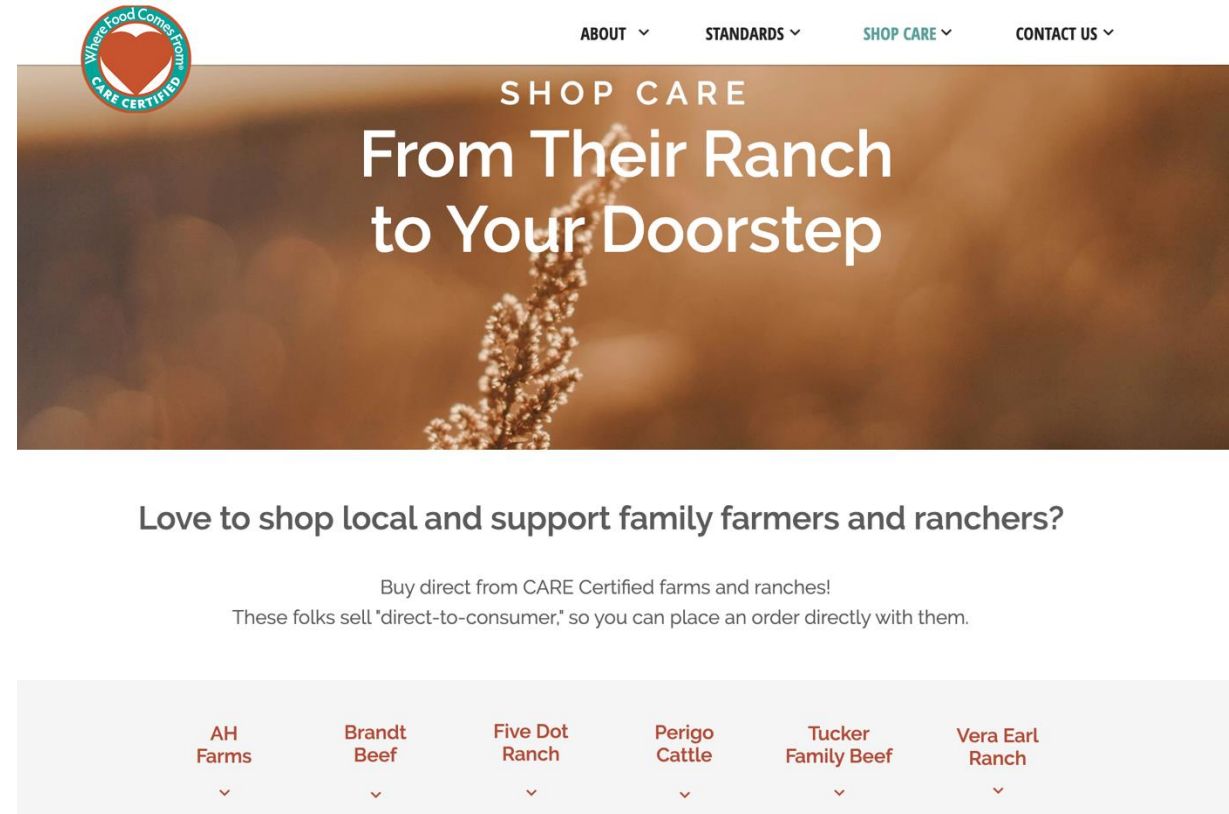 Where Food Comes From®
CARE CERTIFIED
ABOUT
STANDARDS
SHOP CARE
CONTACT US
SHOP CARE
From Their Ranch
to Your Doorstep
Love to shop local and support family farmers and ranchers?
Buy direct from CARE Certified farms and ranches!
These folks sell "direct-to-consumer," so you can place an order directly with them.
AH
Farms
Brandt
Beef
Five Dot
Ranch
Perigo
Cattle
Tucker
Family Beef
Vera Earl
Ranch